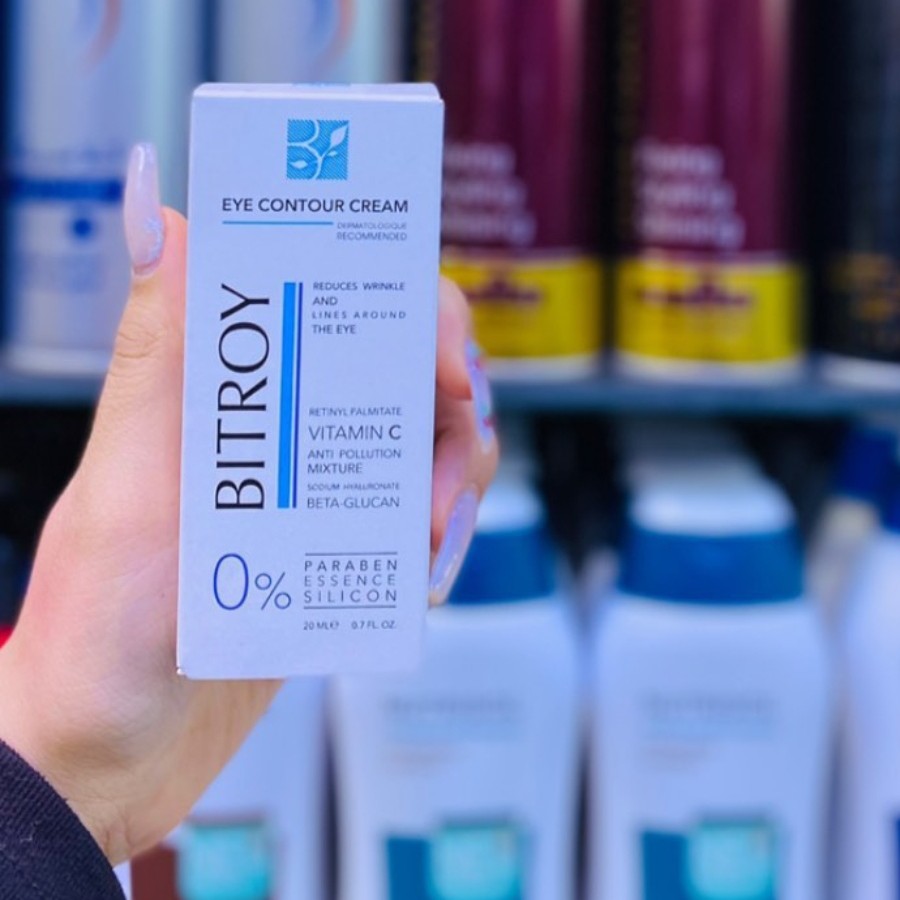 EYE CONTOUR CREAM
DERMATOLOGIQUE
RECOMMENDED
BITROY
REDUCES WRINKLE
AND
LINES AROUND
THE EYE
RETINYL PALMITATE
VITAMIN C
ANTI POLLUTION
MIXTURE
SODIUM HYALURONATE
BETA-GLUCAN
0%
PARABEN
ESSENCE
SILICON
20 ML℮ 0.7 FL. OZ.